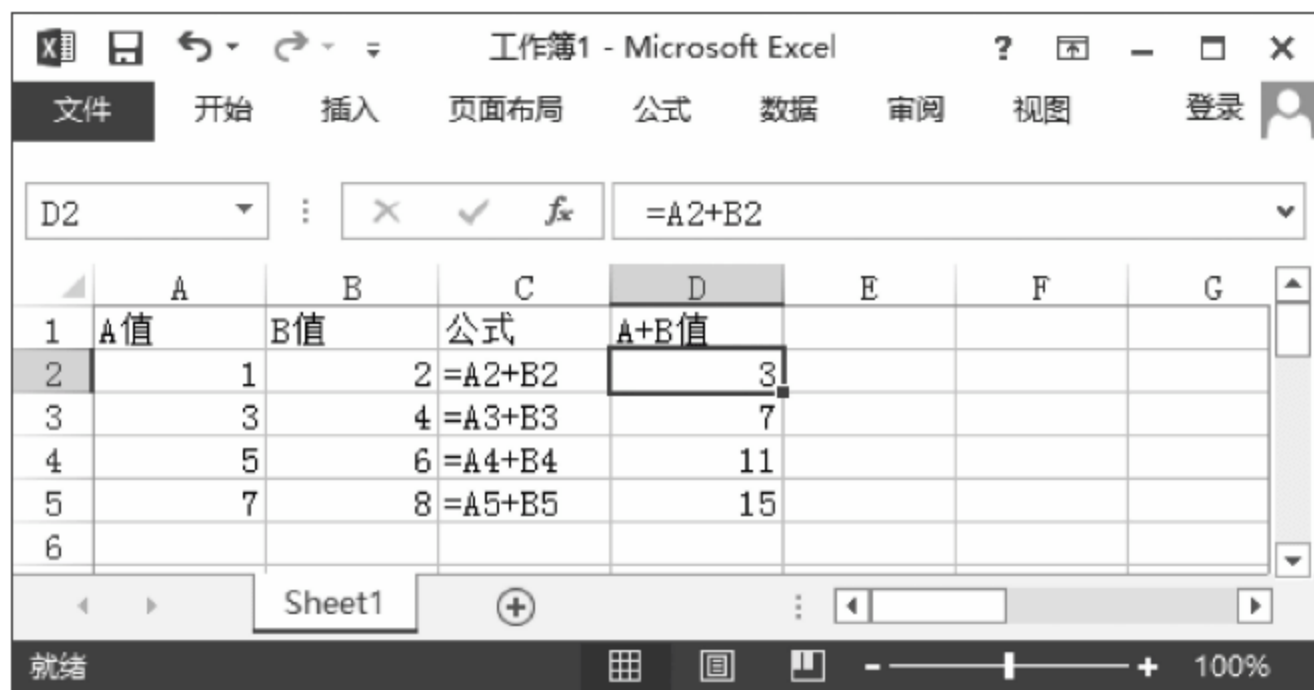 工作簿1 - Microsoft Excel ?
文件 开始 插入 页面布局 公式 数据 审阅 视图 登录
D2 fx =A2+B2
A B C D E F G
1 A值 B值 公式 A+B值
2 1 2 =A2+B2 3
3 3 4 =A3+B3 7
4 5 6 =A4+B4 11
5 7 8 =A5+B5 15
6
Sheet1
就绪 100%